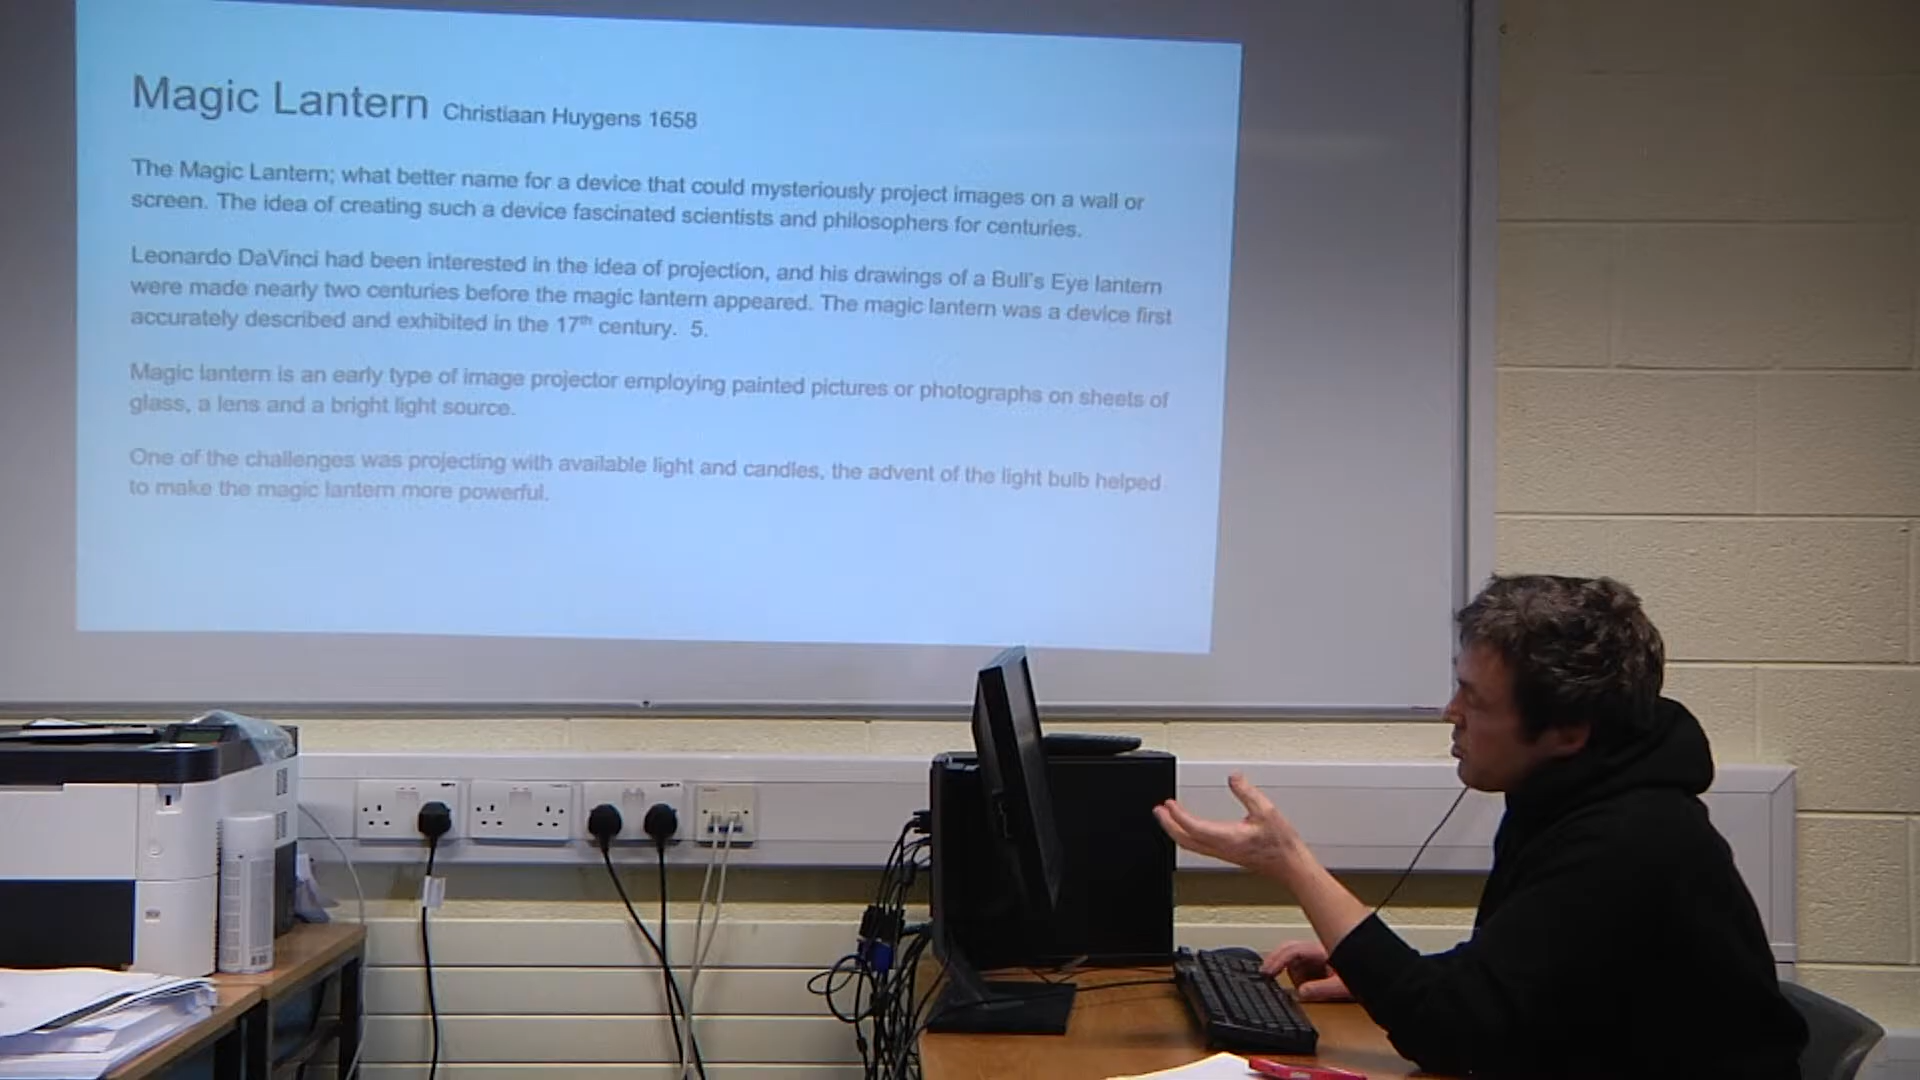 Magic Lantern Christiaan Huygens 1658
The Magic Lantern; what better name for a device that could mysteriously project images on a wall or
screen. The idea of creating such a device fascinated scientists and philosophers for centuries.
Leonardo DaVinci had been interested in the idea of projection, and his drawings of a Bull's Eye lantern
were made nearly two centuries before the magic lantern appeared. The magic lantern was a device first
accurately described and exhibited in the 17th century. 5.
Magic lantern is an early type of image projector employing painted pictures or photographs on sheets of
glass, a lens and a bright light source.
One of the challenges was projecting with available light and candles, the advent of the light bulb helped
to make the magic lantern more powerful.